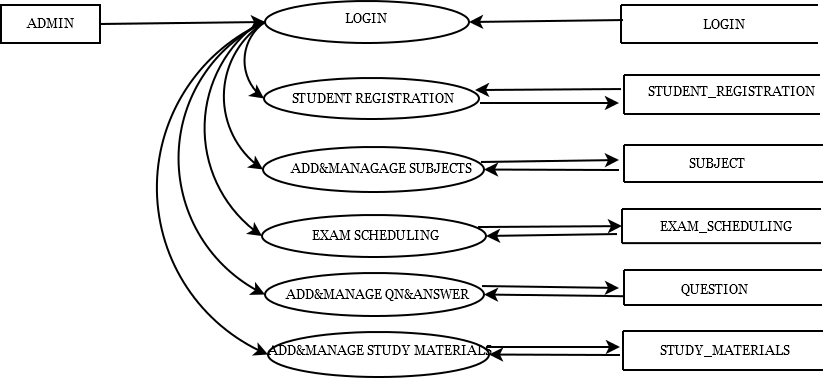 ADMIN
LOGIN
LOGIN
STUDENT REGISTRATION
STUDENT_REGISTRATION
ADD&MANAGAGE SUBJECTS
SUBJECT
EXAM SCHEDULING
EXAM_SCHEDULING
ADD&MANAGE QN&ANSWER
QUESTION
ADD&MANAGE STUDY MATERIALS
STUDY_MATERIALS